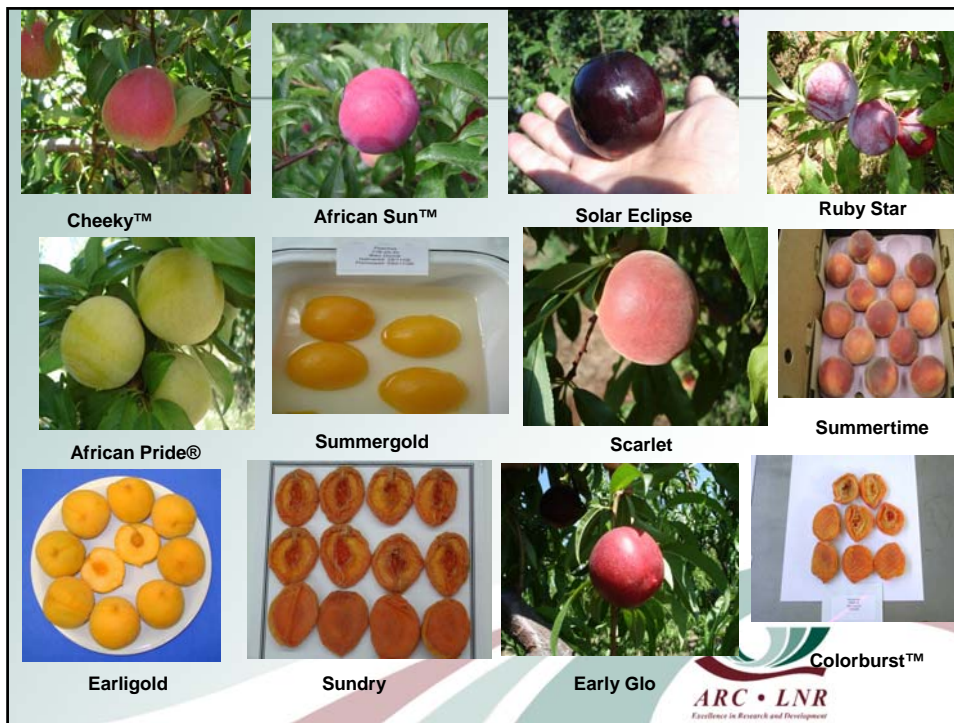 Cheeky™
African Sun™
Solar Eclipse
Ruby Star
African Pride®
Summergold
Scarlet
Summertime
Earligold
Sundry
Early Glo
Colorburst™
ARC • LNR
Excellence in Research and Development